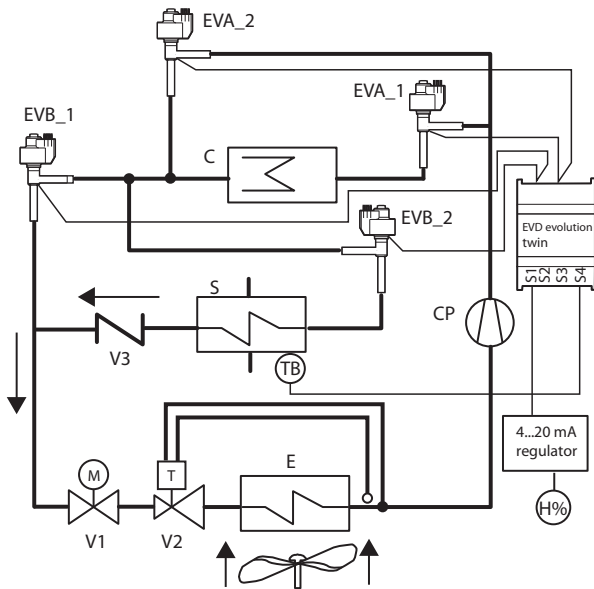 EVA_2
EVA_1
EVB_1
C
EVB_2
EVD evolution
twin
S1
S2
S3
S4
S
CP
V3
TB
4...20 mA
regulator
M
T
E
H%
V1
V2